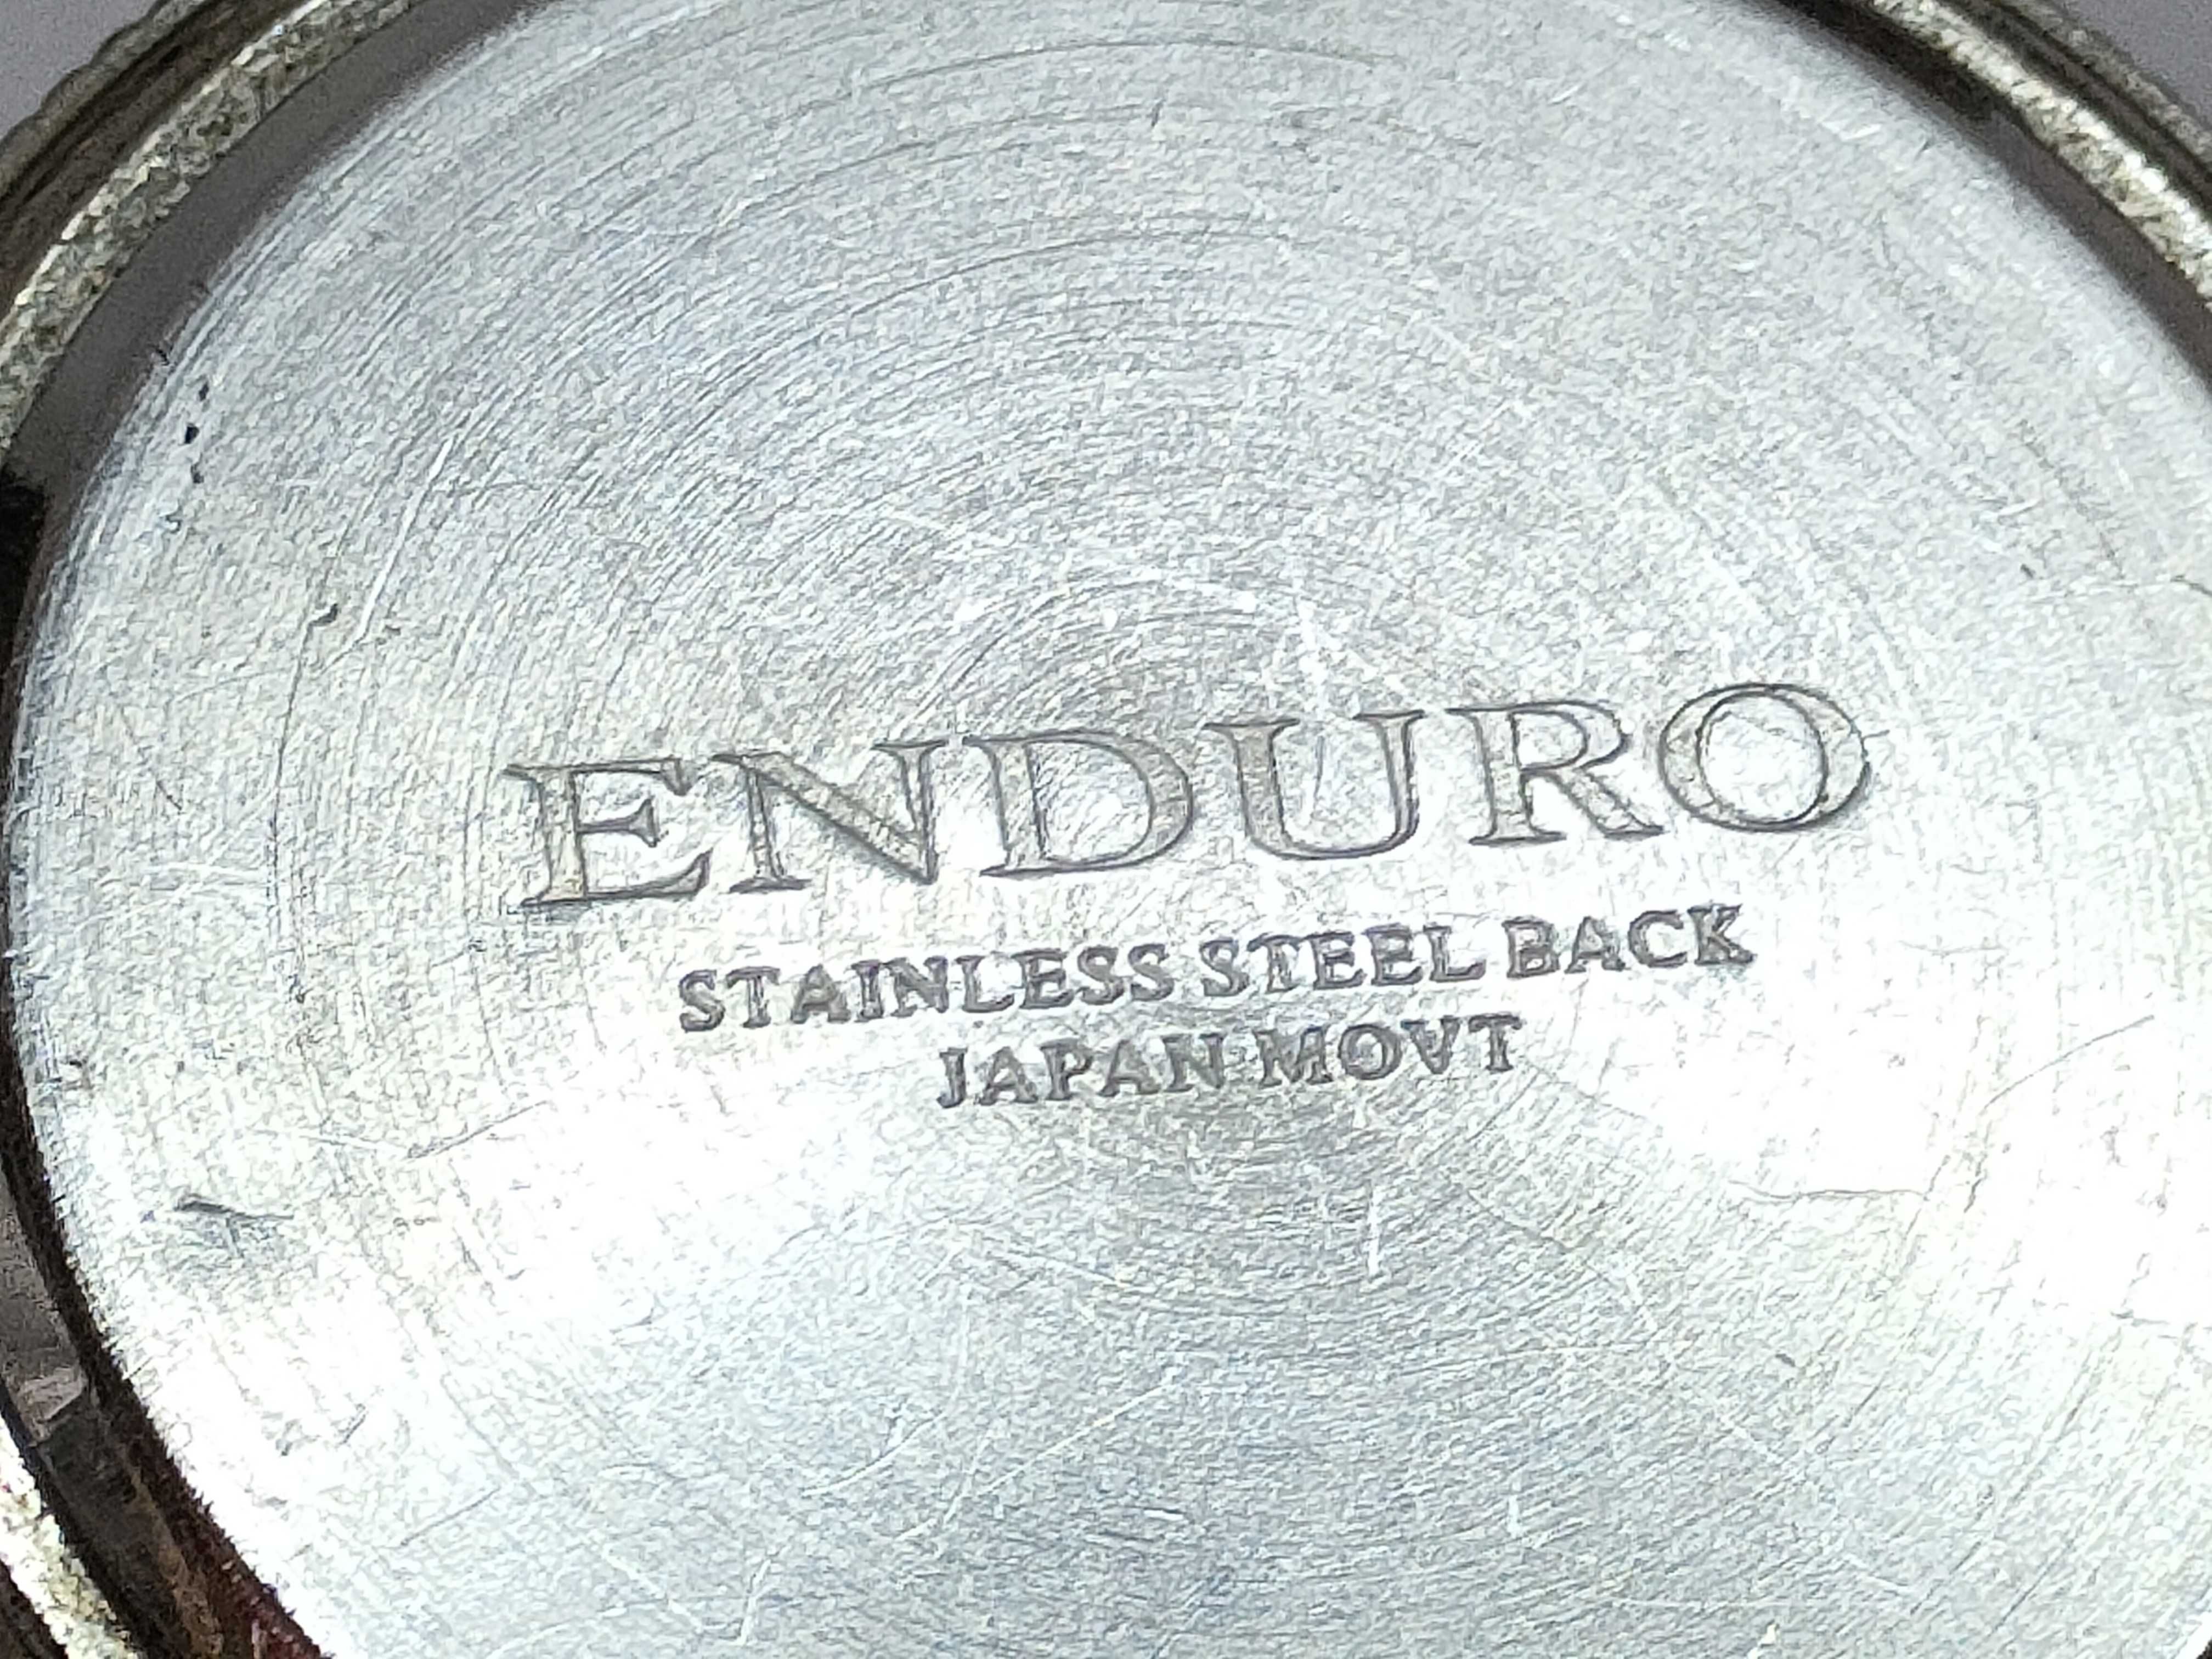 ENDURO
STAINLESS STEEL BACK
JAPAN MOVT